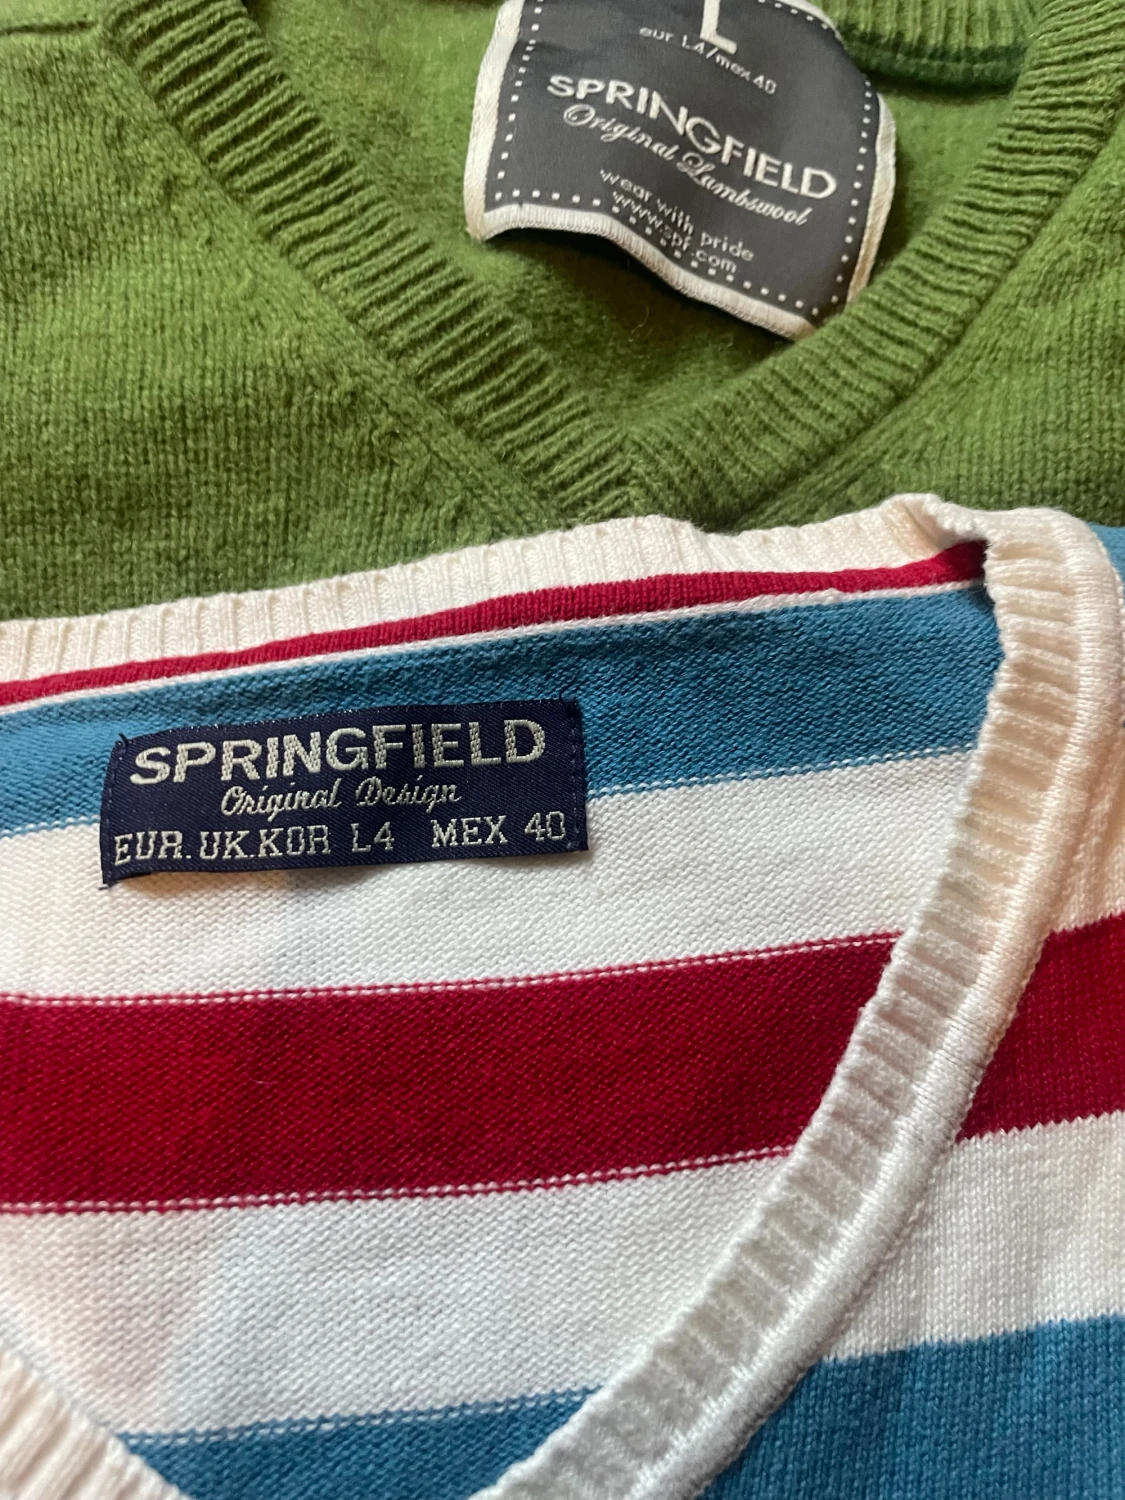 L
eur L4/mex 40
SPRINGFIELD
Original Lambswool
wear with pride
www.spf.com
SPRINGFIELD
Original Design
EUR.UK.KOR L4 MEX 40